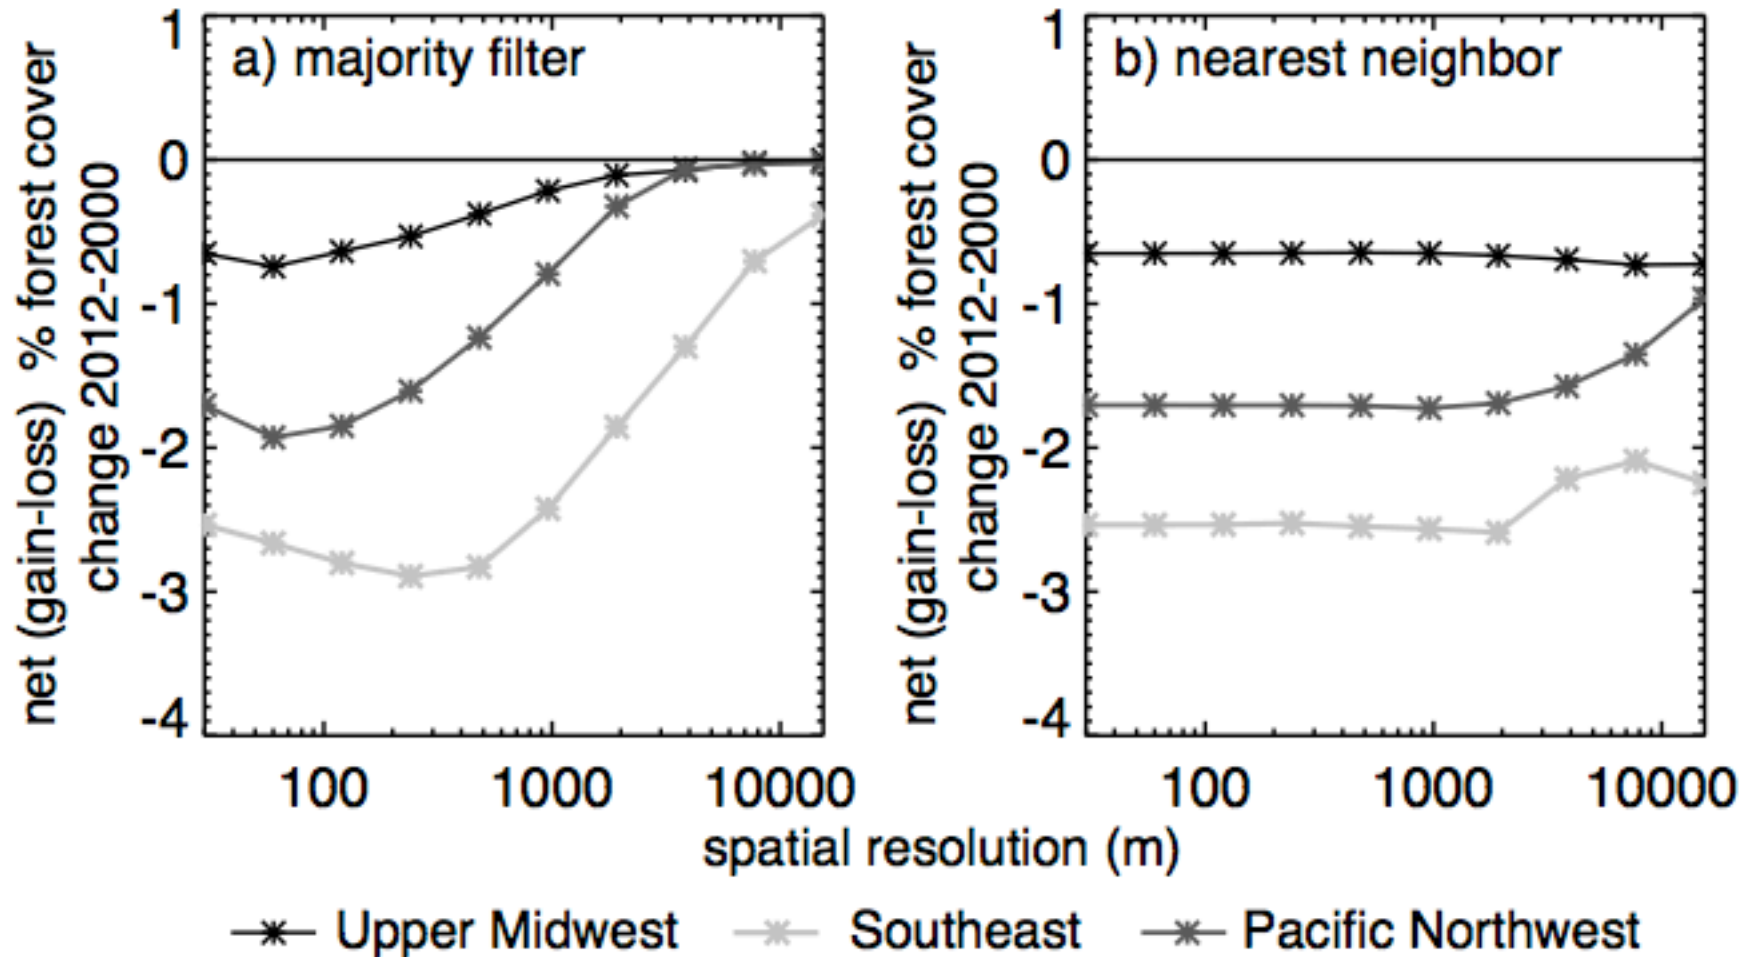 a) majority filter
1
0
-1
-2
-3
-4
net (gain-loss) % forest cover
change 2012-2000
100 1000 10000
b) nearest neighbor
1
0
-1
-2
-3
-4
net (gain-loss) % forest cover
change 2012-2000
100 1000 10000
spatial resolution (m)
Upper Midwest Southeast Pacific Northwest